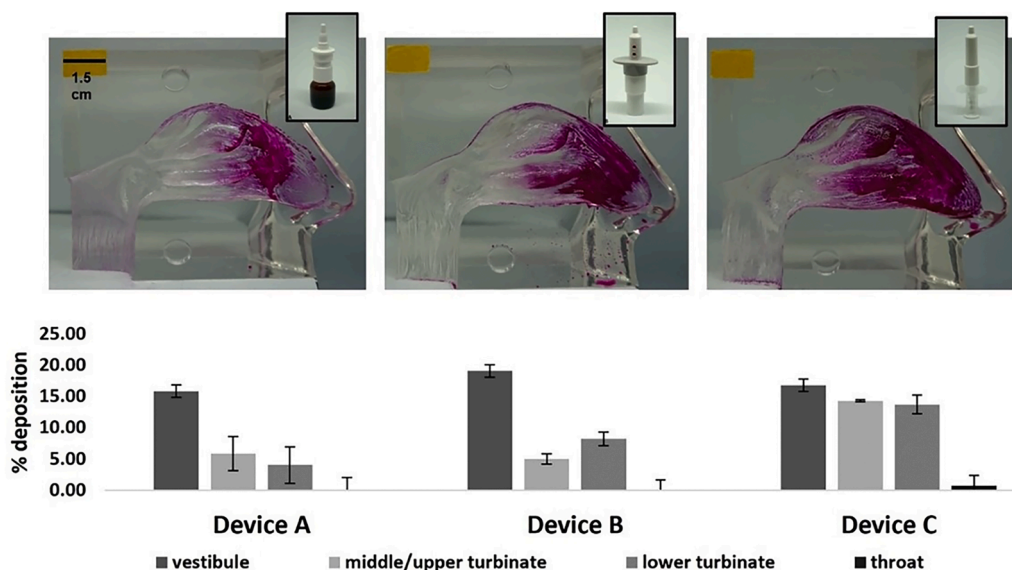 1.5
cm
25.00
20.00
15.00
10.00
5.00
0.00
% deposition
Device A Device B Device C
vestibule middle/upper turbinate lower turbinate throat